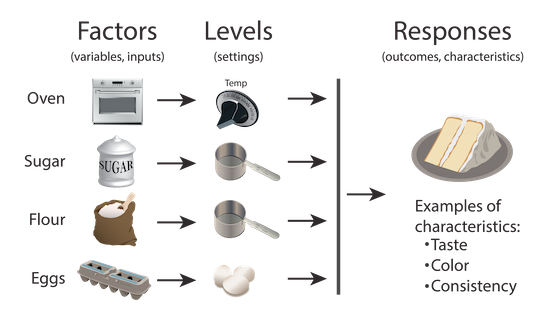 Factors
(variables, inputs)
Levels
(settings)
Responses
(outcomes, characteristics)
Oven
Temp
Sugar
SUGAR
Flour
Eggs
Examples of
characteristics:
•Taste
•Color
•Consistency